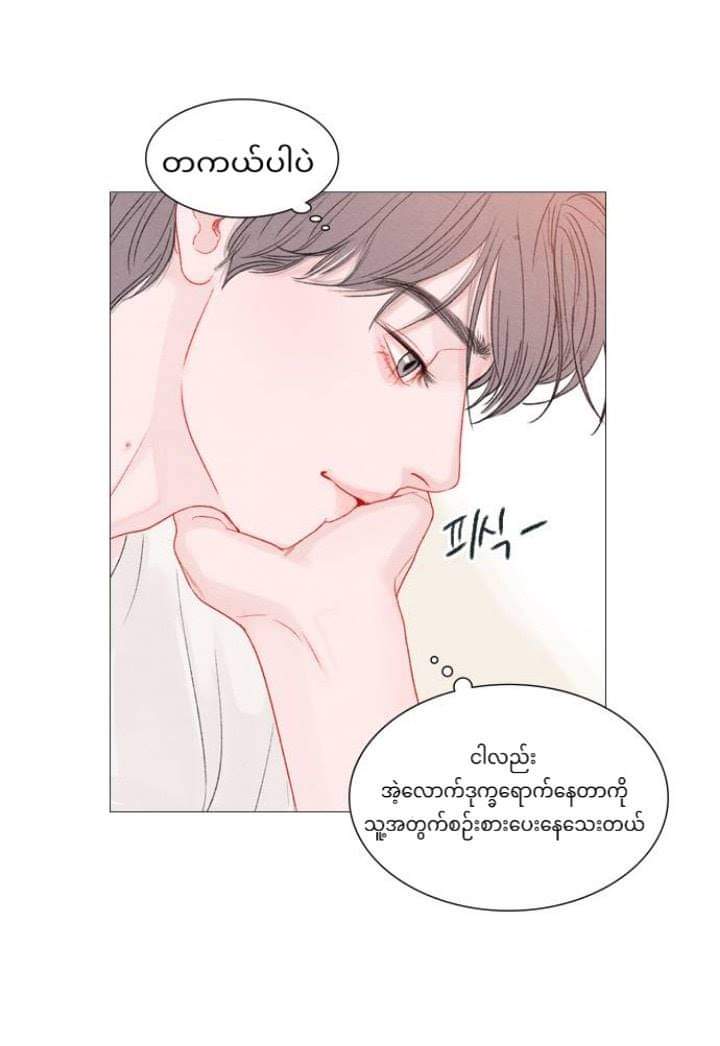 တကယ်ပါပဲ
피식~
ငါလည်း
အဲ့လောက်ဒုက္ခရောက်နေတာကို
သူ့အတွက်စဉ်းစားပေးနေသေးတယ်